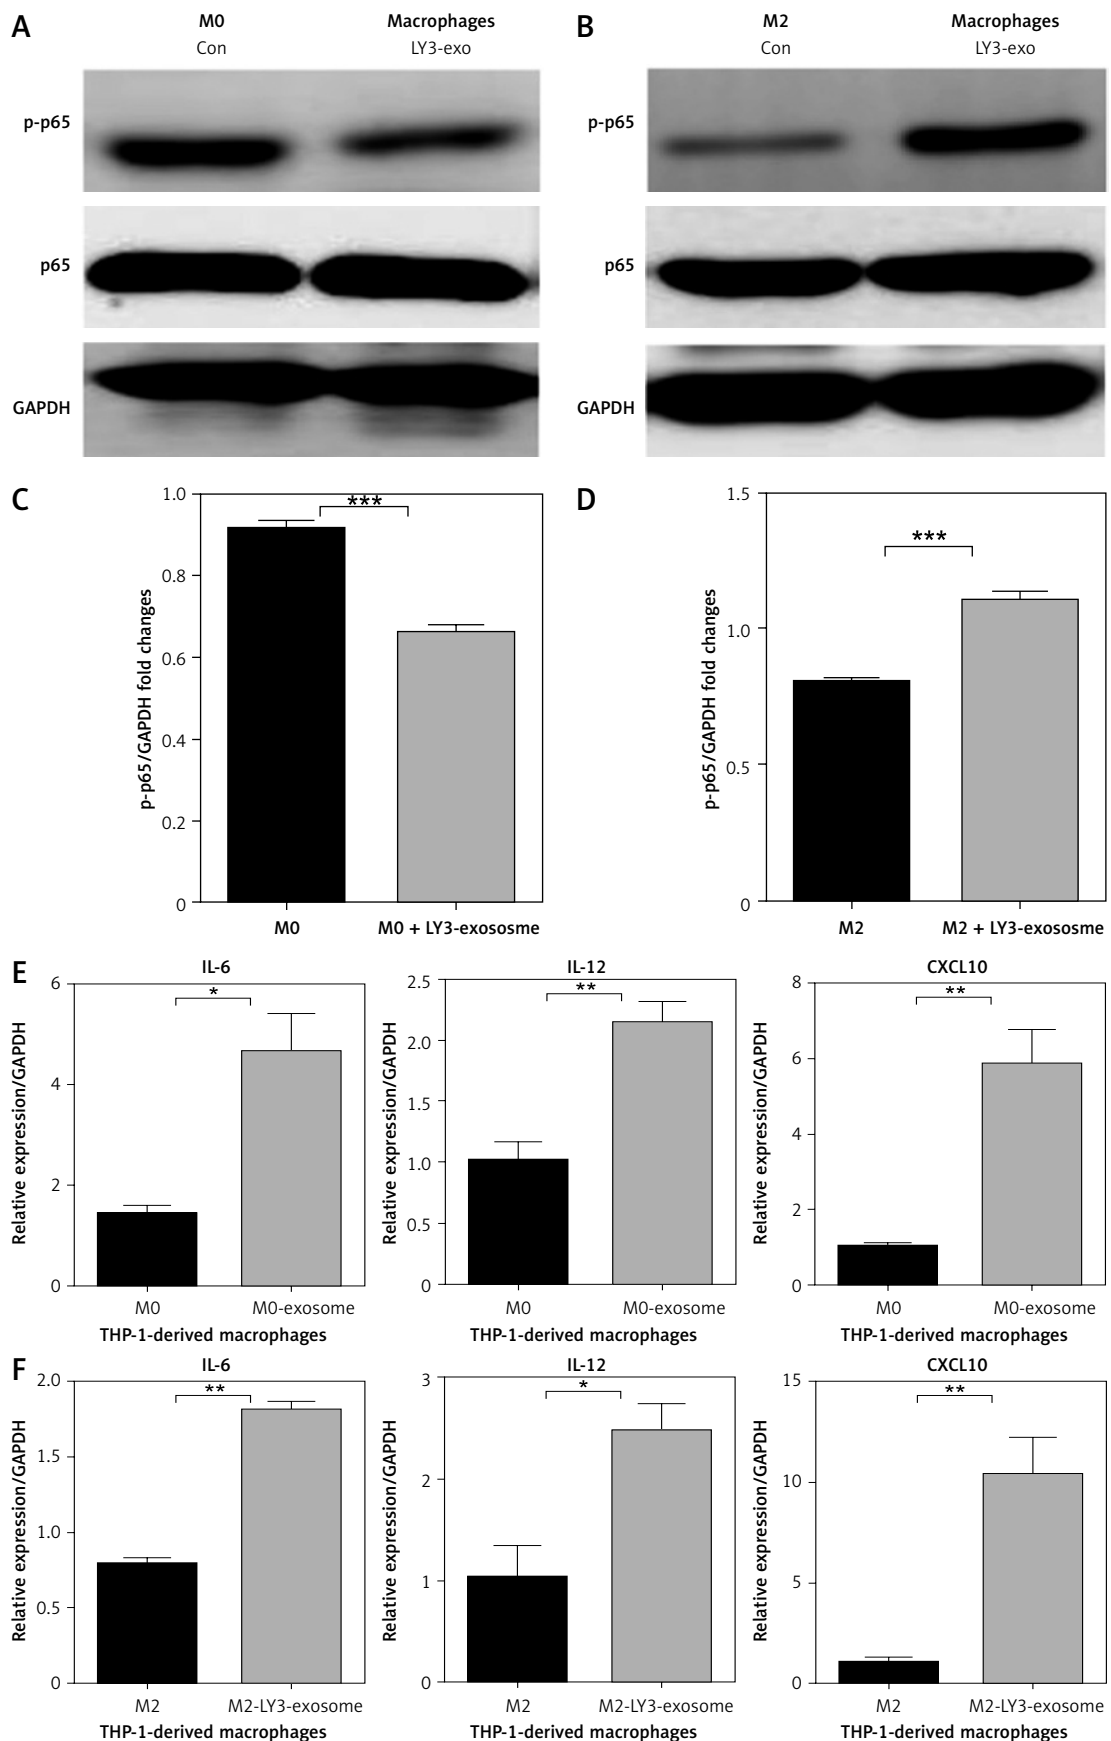 A
M0 Macrophages
Con LY3-exo
p-p65
p65
GAPDH
B
M2 Macrophages
Con LY3-exo
p-p65
p65
GAPDH
C
p-p65/GAPDH fold changes
1.0
0.8
0.6
0.4
0.2
0
***
M0 M0 + LY3-exososme
D
p-p65/GAPDH fold changes
1.5
1.0
0.5
0
***
M2 M2 + LY3-exososme
E
IL-6
Relative expression/GAPDH
6
4
2
0
*
M0 M0-exosome
THP-1-derived macrophages
IL-12
Relative expression/GAPDH
2.5
2.0
1.5
1.0
0.5
0
**
M0 M0-exosome
THP-1-derived macrophages
CXCL10
Relative expression/GAPDH
8
6
4
2
0
**
M0 M0-exosome
THP-1-derived macrophages
F
IL-6
Relative expression/GAPDH
2.0
1.5
1.0
0.5
0
**
M2 M2-LY3-exosome
THP-1-derived macrophages
IL-12
Relative expression/GAPDH
3
2
1
0
*
M2 M2-LY3-exosome
THP-1-derived macrophages
CXCL10
Relative expression/GAPDH
15
10
5
0
**
M2 M2-LY3-exosome
THP-1-derived macrophages